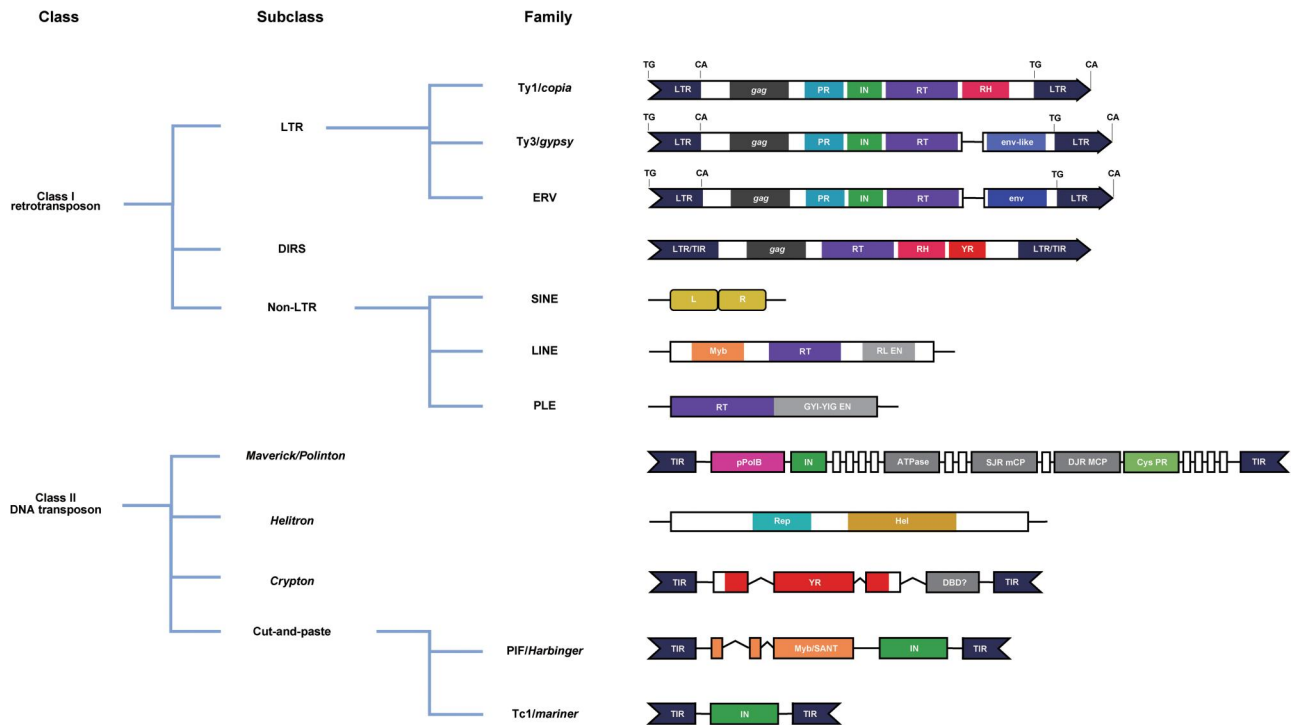 Class Subclass Family
TG CA TG CA
Ty1/copia LTR gag PR IN RT RH LTR
LTR
TG CA TG CA
Ty3/gypsy LTR gag PR IN RT env-like LTR
TG CA TG CA
Class I
retrotransposon
ERV LTR gag PR IN RT env LTR
DIRS LTR/TIR gag RT RH YR LTR/TIR
Non-LTR SINE L R
LINE Myb RT RL EN
PLE RT GYI-YIG EN
Maverick/Polinton TIR pPolB IN ATPase SJR mCP DJR MCP Cys PR TIR
Class II
DNA transposon
Helitron Rep Hel
Crypton TIR YR DBD? TIR
Cut-and-paste
PIF/Harbinger TIR Myb/SANT IN TIR
Tc1/mariner TIR IN TIR